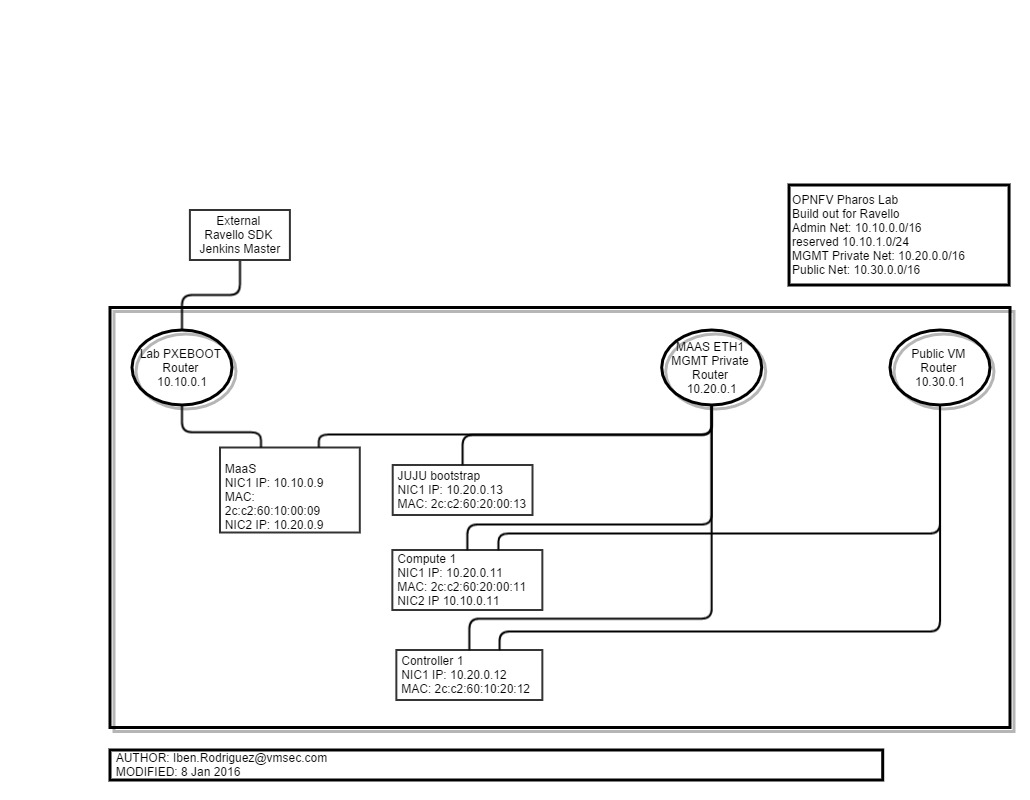 OPNFV Pharos Lab
Build out for Ravello
Admin Net: 10.10.0.0/16
reserved 10.10.1.0/24
MGMT Private Net: 10.20.0.0/16
Public Net: 10.30.0.0/16
External
Ravello SDK
Jenkins Master
Lab PXEBOOT
Router
10.10.0.1
MAAS ETH1
MGMT Private
Router
10.20.0.1
Public VM
Router
10.30.0.1
MaaS
NIC1 IP: 10.10.0.9
MAC:
2c:c2:60:10:00:09
NIC2 IP: 10.20.0.9
JUJU bootstrap
NIC1 IP: 10.20.0.13
MAC: 2c:c2:60:20:00:13
Compute 1
NIC1 IP: 10.20.0.11
MAC: 2c:c2:60:20:00:11
NIC2 IP 10.10.0.11
Controller 1
NIC1 IP: 10.20.0.12
MAC: 2c:c2:60:10:20:12
AUTHOR: Iben.Rodriguez@vmsec.com
MODIFIED: 8 Jan 2016